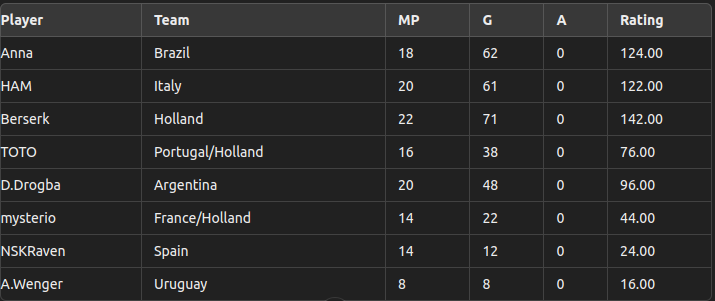 Player Team MP G A Rating
Anna Brazil 18 62 0 124.00
HAM Italy 20 61 0 122.00
Berserk Holland 22 71 0 142.00
TOTO Portugal/Holland 16 38 0 76.00
D.Drogba Argentina 20 48 0 96.00
mysterio France/Holland 14 22 0 44.00
NSKRaven Spain 14 12 0 24.00
A.Wenger Uruguay 8 8 0 16.00